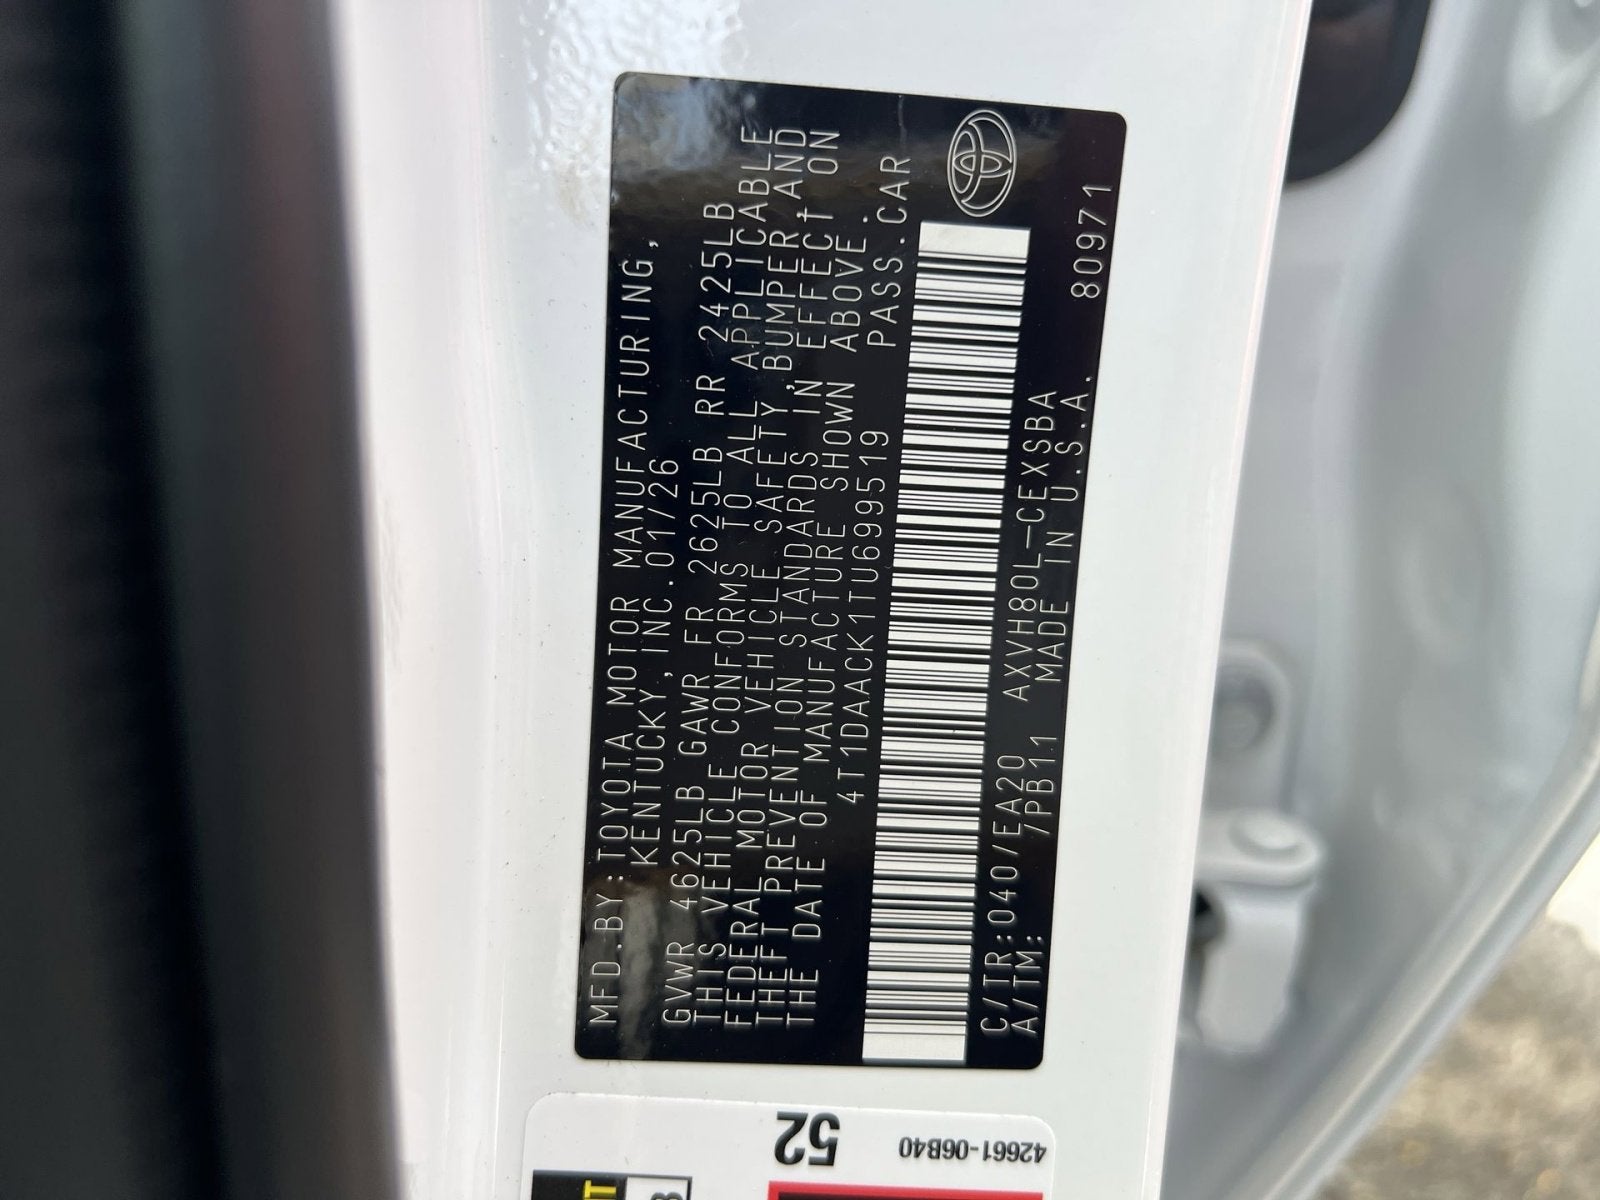 MFD.BY:TOYOTA MOTOR MANUFACTURING,
KENTUCKY, INC. 01/26
GVWR 4625LB GAWR FR 2625LB RR 2425LB
THIS VEHICLE CONFORMS TO ALL APPLICABLE
FEDERAL MOTOR VEHICLE SAFETY,BUMPER,AND
THEFT PREVENTION STANDARDS IN EFFECT ON
THE DATE OF MANUFACTURE SHOWN ABOVE.
4T1DAACK1TU699519 PASS.CAR
C/TR:040/EA20 AXVH80L-CEXSBA
A/TM: /PB11 MADE IN U.S.A. 80971
52
42661-06B40